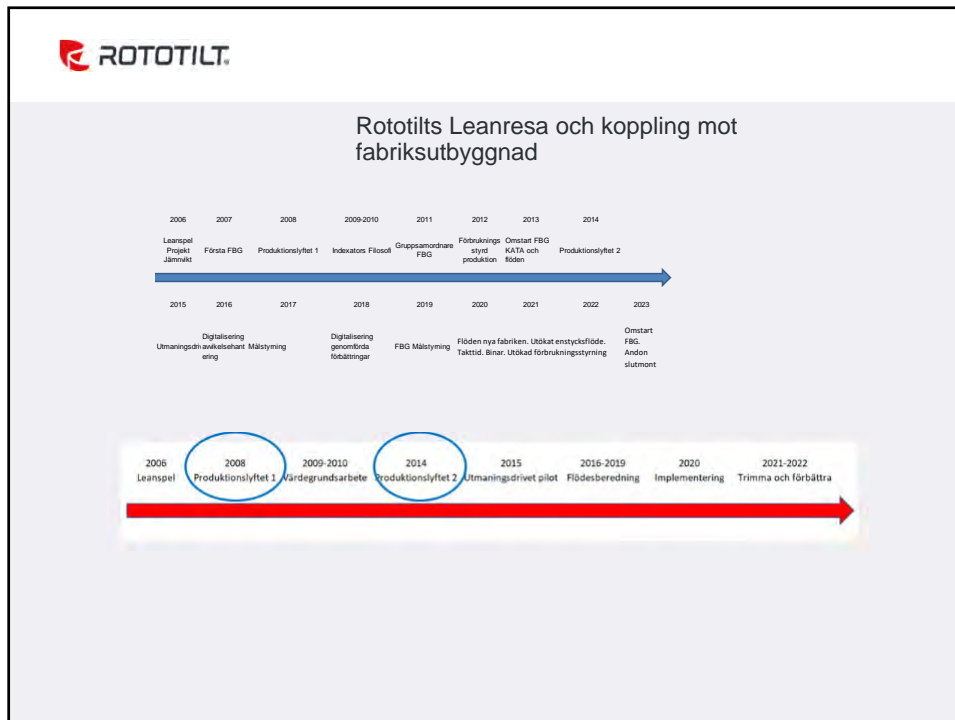 ROTOTILT®
Rototilts Leanresa och koppling mot
fabriksutbyggnad
2006 2007 2008 2009-2010 2011 2012 2013 2014
Leanspel
Projekt
Jämnvikt
Första FBG
Produktionslyftet 1
Indexators Filosofi
Gruppsamordnare
FBG
Förbruknings
styrd
produktion
Omstart FBG
KATA och
flöden
Produktionslyftet 2
2015 2016 2017 2018 2019 2020 2021 2022 2023
Utmaningsdri
Digitalisering
avvikelsehant
ering
Målstyrning
Digitalisering
genomförda
förbättringar
FBG Målstyrning
Flöden nya fabriken. Utökat enstycksflöde.
Takttid. Binar. Utökad förbrukningsstyrning
Omstart
FBG.
Andon
slutmont
2006 2008 2009-2010 2014 2015 2016-2019 2020 2021-2022
Leanspel Produktionslyftet 1 Värdegrundsarbete Produktionslyftet 2 Utmaningsdrivet pilot Flödesberedning Implementering Trimma och förbättra